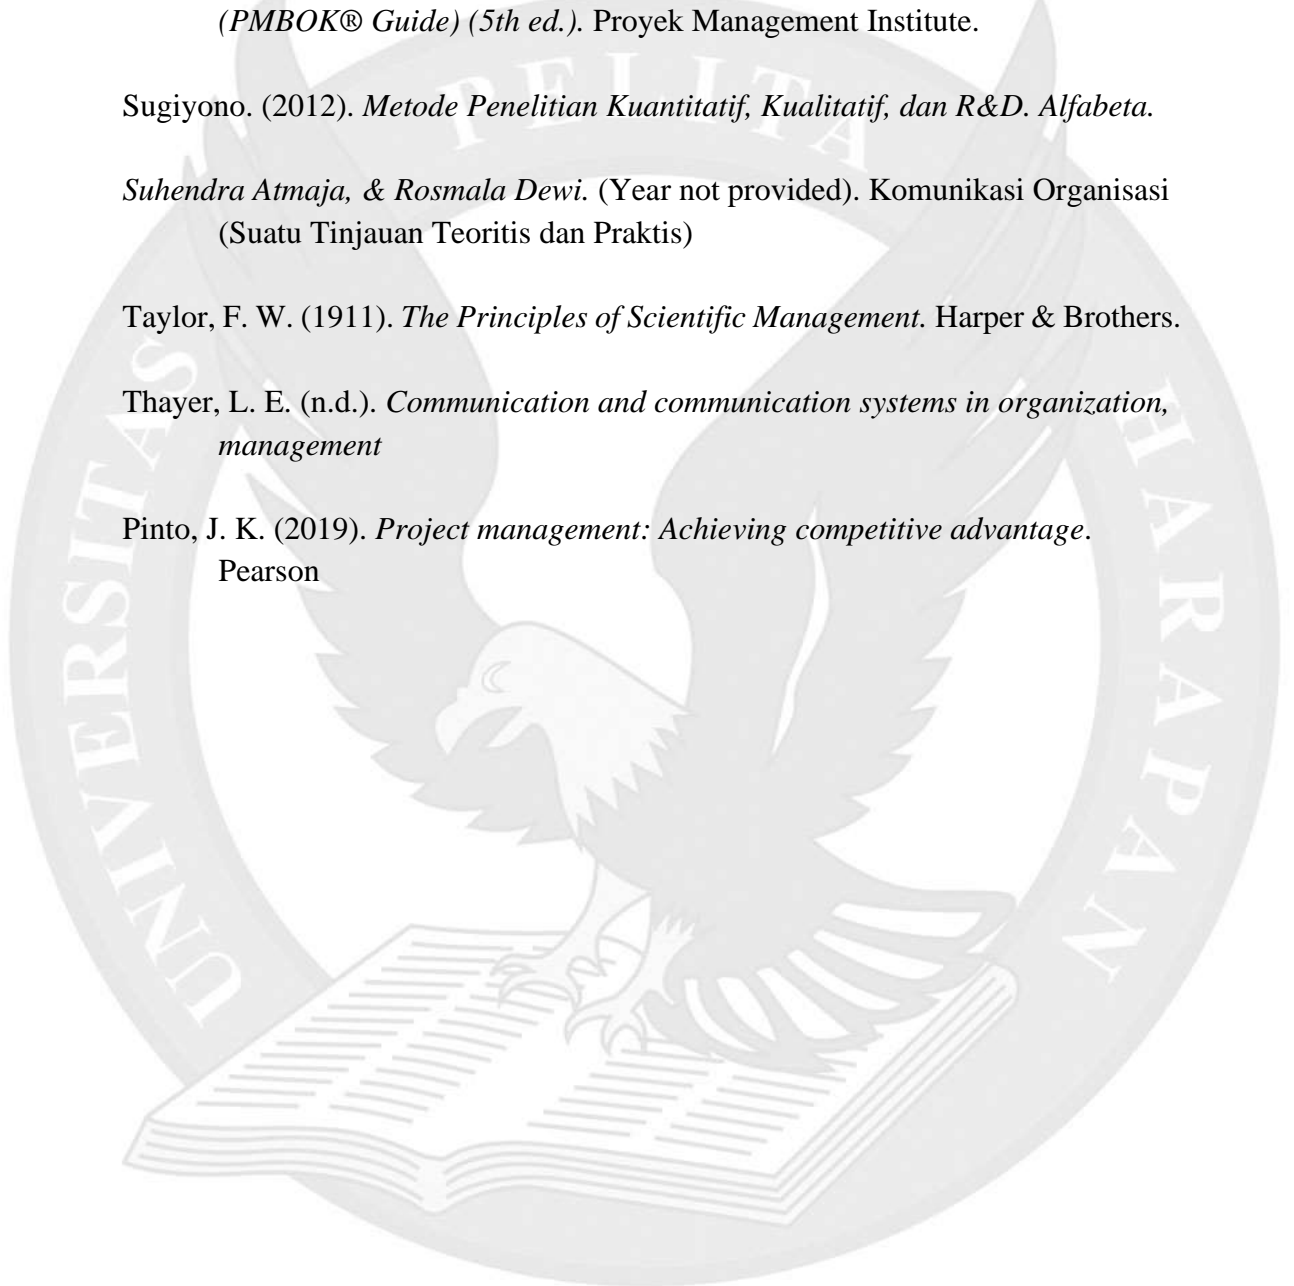 (PMBOK® Guide) (5th ed.). Proyek Management Institute.
Sugiyono. (2012). Metode Penelitian Kuantitatif, Kualitatif, dan R&D. Alfabeta.
Suhendra Atmaja, & Rosmala Dewi. (Year not provided). Komunikasi Organisasi
(Suatu Tinjauan Teoritis dan Praktis)
Taylor, F. W. (1911). The Principles of Scientific Management. Harper & Brothers.
Thayer, L. E. (n.d.). Communication and communication systems in organization,
management
Pinto, J. K. (2019). Project management: Achieving competitive advantage.
Pearson
UNIVERSITAS PELITA HARAPAN